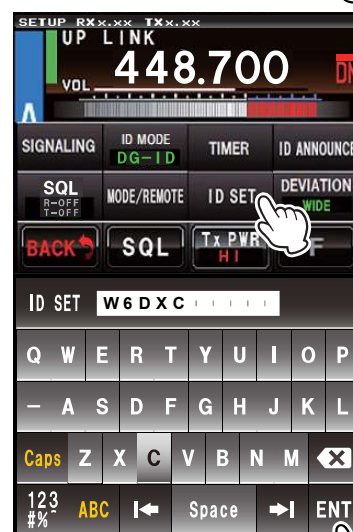 SETUP RXx.xx TXx.xx
UP LINK
VOL 448.700
A
SIGNALING ID MODE TIMER ID ANNOUNCE
DG-ID
SQL MODE/REMOTE ID SET DEVIATION
R-OFF WIDE
T-OFF
BACK SQL Tx PWR F
HI
ID SET W6DXC
Q W E R T Y U I O P
- A S D F G H J K L
Caps Z X C V B N M
123 ABC Space ENT
#%